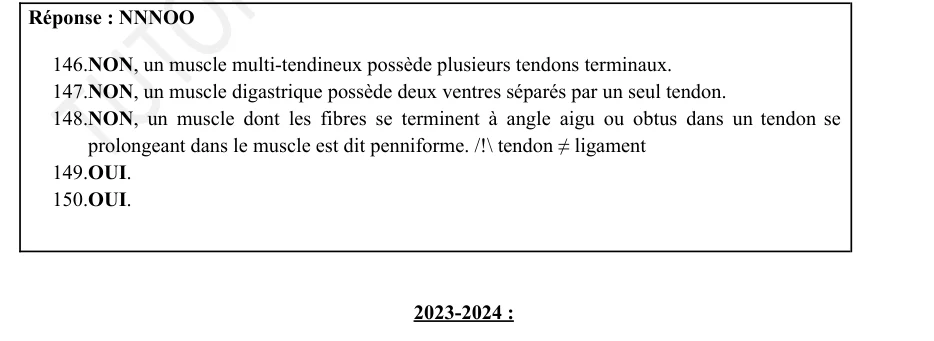 Réponse : NNNOO
146.NON, un muscle multi-tendineux possède plusieurs tendons terminaux.
147.NON, un muscle digastrique possède deux ventres séparés par un seul tendon.
148.NON, un muscle dont les fibres se terminent à angle aigu ou obtus dans un tendon se
prolongeant dans le muscle est dit penniforme. /!\ tendon ≠ ligament
149.OUI.
150.OUI.
2023-2024 :